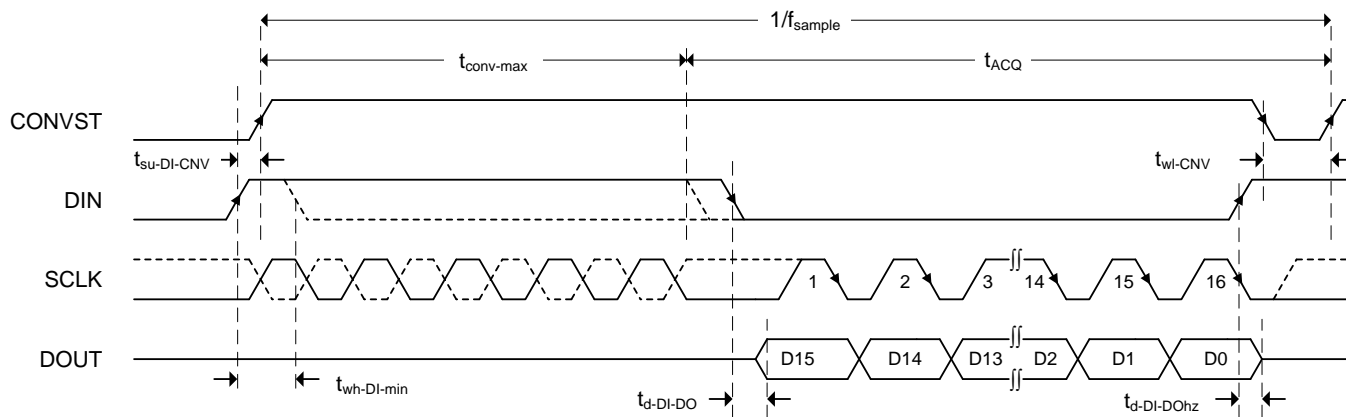 1/fsample
tconv-max
tACQ
CONVST
tsu-DI-CNV
twl-CNV
DIN
SCLK
1 2 3 14 15 16
DOUT
D15 D14 D13 D2 D1 D0
twh-DI-min
td-DI-DO
td-DI-DOhz